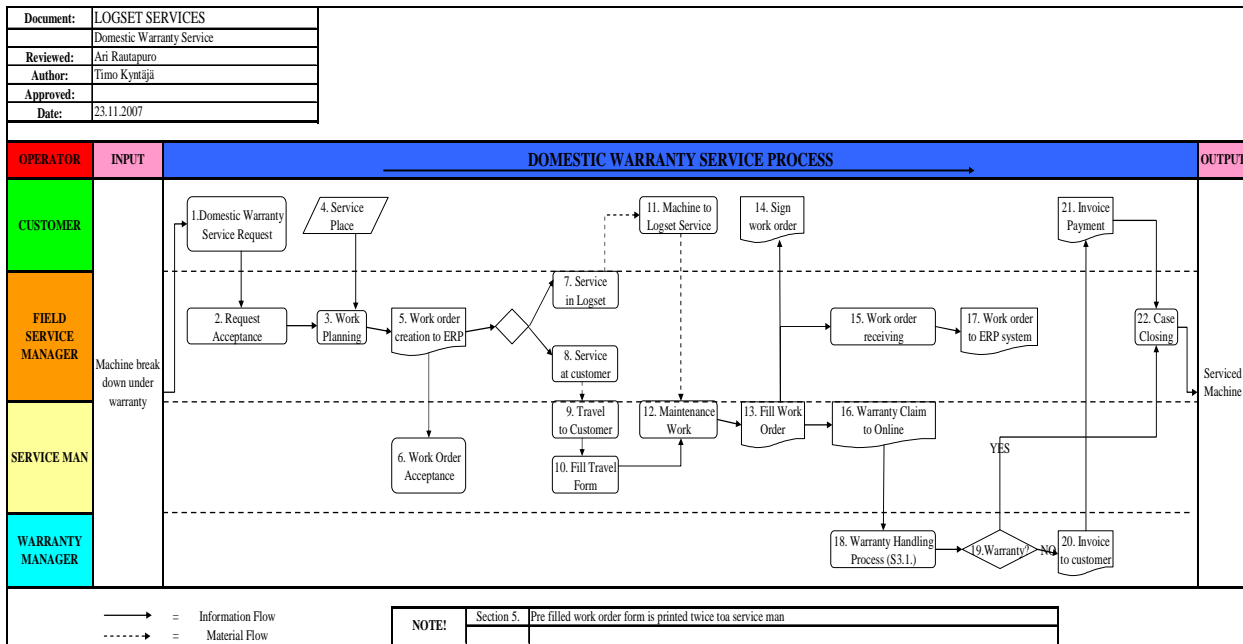 Document: LOGSET SERVICES
Domestic Warranty Service
Reviewed: Ari Rautapuro
Author: Timo Kyntäjä
Approved:
Date: 23.11.2007
OPERATOR INPUT DOMESTIC WARRANTY SERVICE PROCESS OUTPUT
CUSTOMER
1.Domestic Warranty
Service Request
4. Service
Place
11. Machine to
Logset Service
14. Sign
work order
21. Invoice
Payment
FIELD
SERVICE
MANAGER
2. Request
Acceptance
3. Work
Planning
5. Work order
creation to ERP
7. Service
in Logset
8. Service
at customer
15. Work order
receiving
17. Work order
to ERP system
22. Case
Closing
Machine break
down under
warranty
Serviced
Machine
SERVICE MAN
6. Work Order
Acceptance
9. Travel
to Customer
10. Fill Travel
Form
12. Maintenance
Work
13. Fill Work
Order
16. Warranty Claim
to Online
YES
WARRANTY
MANAGER
18. Warranty Handling
Process (S3.1.)
19.Warranty?
NO
20. Invoice
to customer
= Information Flow
= Material Flow
NOTE!
Section 5. Pre filled work order form is printed twice toa service man